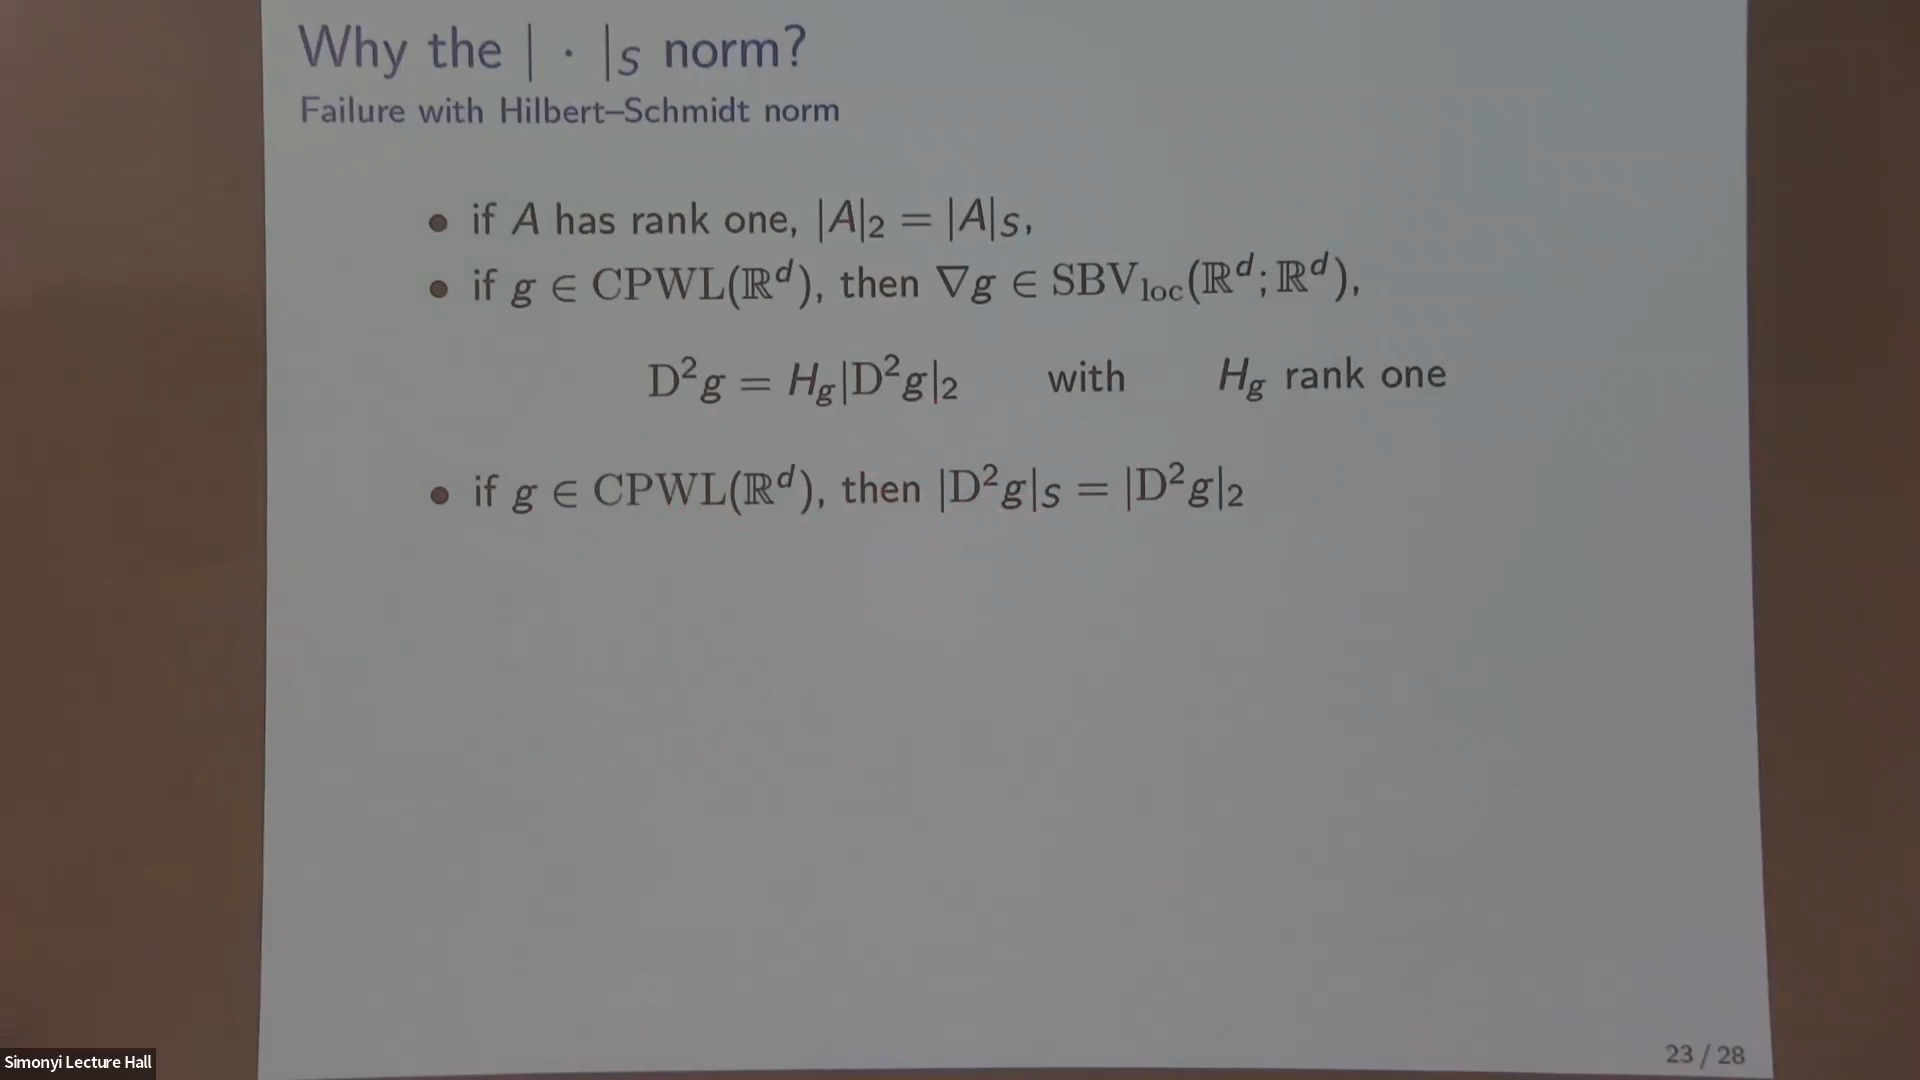 Why the | · |S norm?
Failure with Hilbert–Schmidt norm
• if A has rank one, |A|₂ = |A|S,
• if g ∈ CPWL(ℝᵈ), then ∇g ∈ SBVloc(ℝᵈ; ℝᵈ),
D²g = Hg|D²g|₂ with Hg rank one
• if g ∈ CPWL(ℝᵈ), then |D²g|S = |D²g|₂
23 / 28
Simonyi Lecture Hall